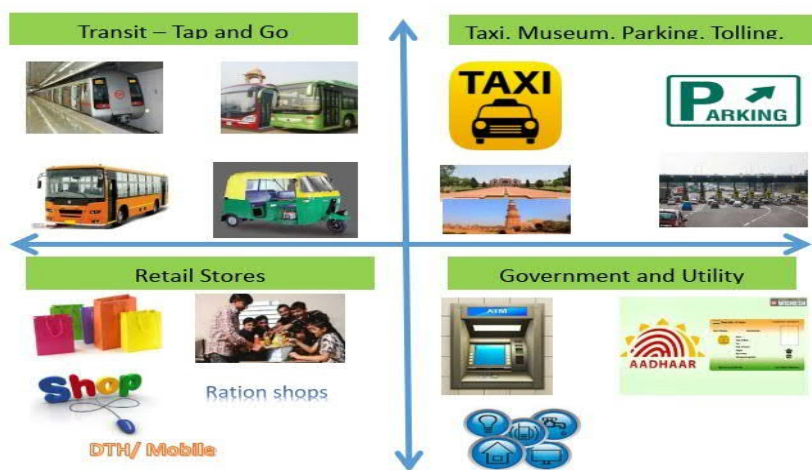 Transit – Tap and Go
Taxi, Museum, Parking, Tolling,
TAXI
PARKING
Retail Stores
Government and Utility
ATM
AADHAAR
Shop
Ration shops
DTH/ Mobile